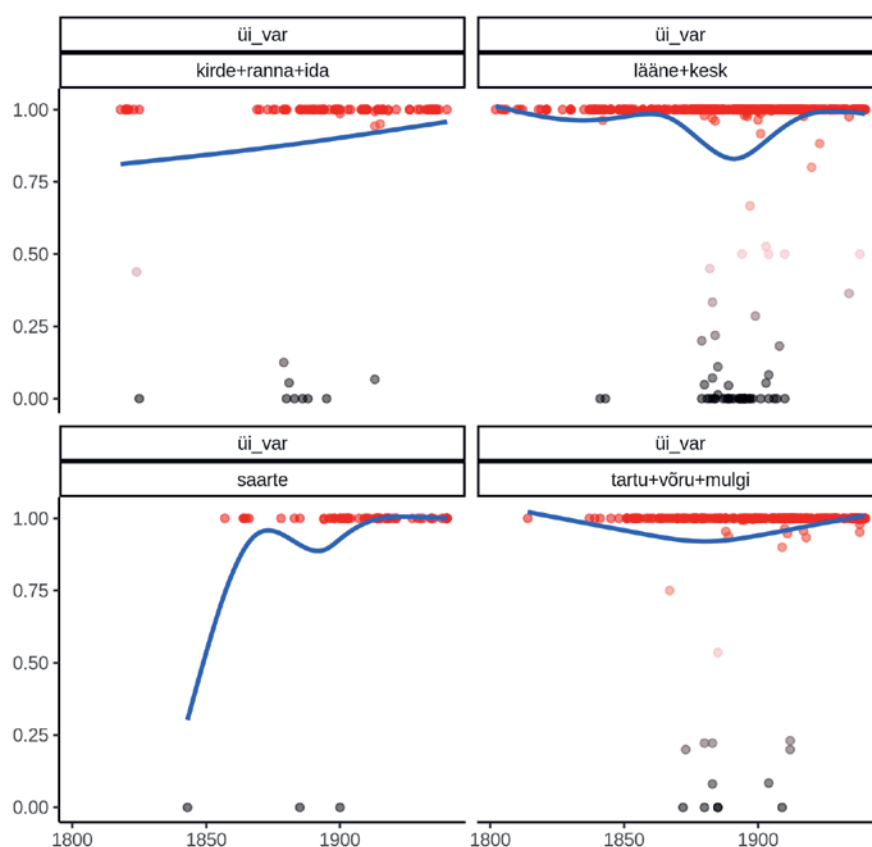 üi_var
üi_var
kirde+ranna+ida
lääne+kesk
1.00
0.75
0.50
0.25
0.00
üi_var
üi_var
saarte
tartu+võru+mulgi
1.00
0.75
0.50
0.25
0.00
1800
1850
1900
1800
1850
1900